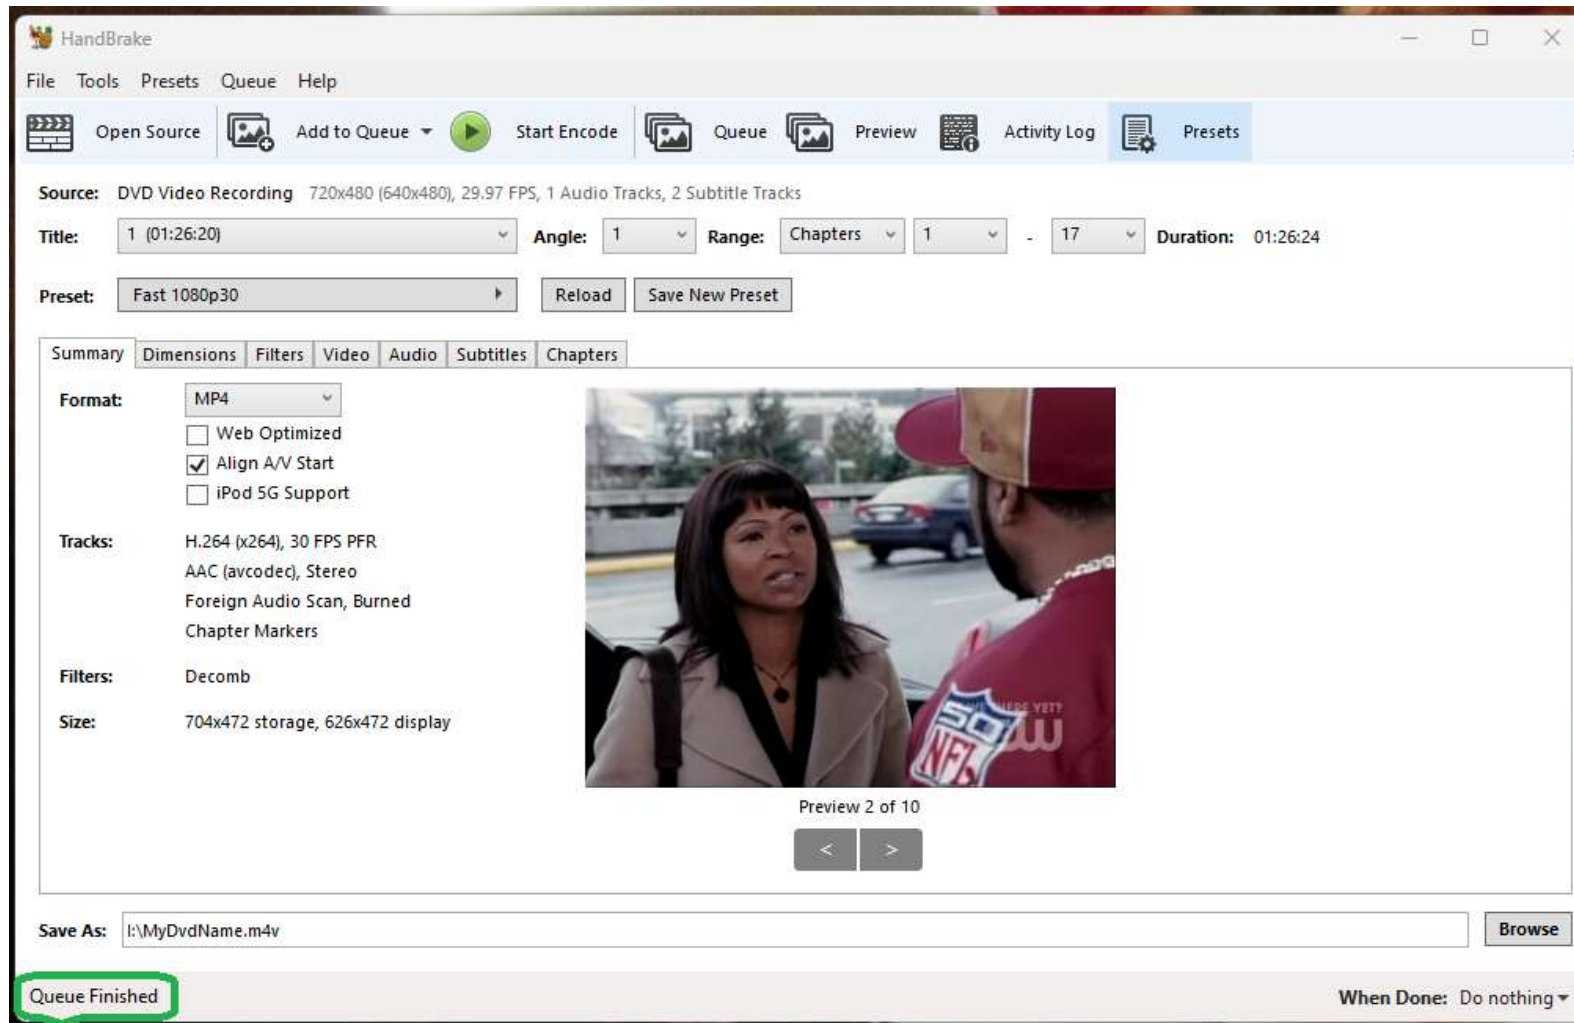 HandBrake
File Tools Presets Queue Help
Open Source Add to Queue Start Encode Queue Preview Activity Log Presets
Source: DVD Video Recording 720x480 (640x480), 29.97 FPS, 1 Audio Tracks, 2 Subtitle Tracks
Title: 1 (01:26:20) Angle: 1 Range: Chapters 1 - 17 Duration: 01:26:24
Preset: Fast 1080p30 Reload Save New Preset
Summary Dimensions Filters Video Audio Subtitles Chapters
Format: MP4
Web Optimized
Align A/V Start
iPod 5G Support
Tracks: H.264 (x264), 30 FPS PFR
AAC (avcodec), Stereo
Foreign Audio Scan, Burned
Chapter Markers
Filters: Decomb
Size: 704x472 storage, 626x472 display
50
NFL
YET?
Preview 2 of 10
< >
Save As: I:\MyDvdName.m4v Browse
Queue Finished When Done: Do nothing